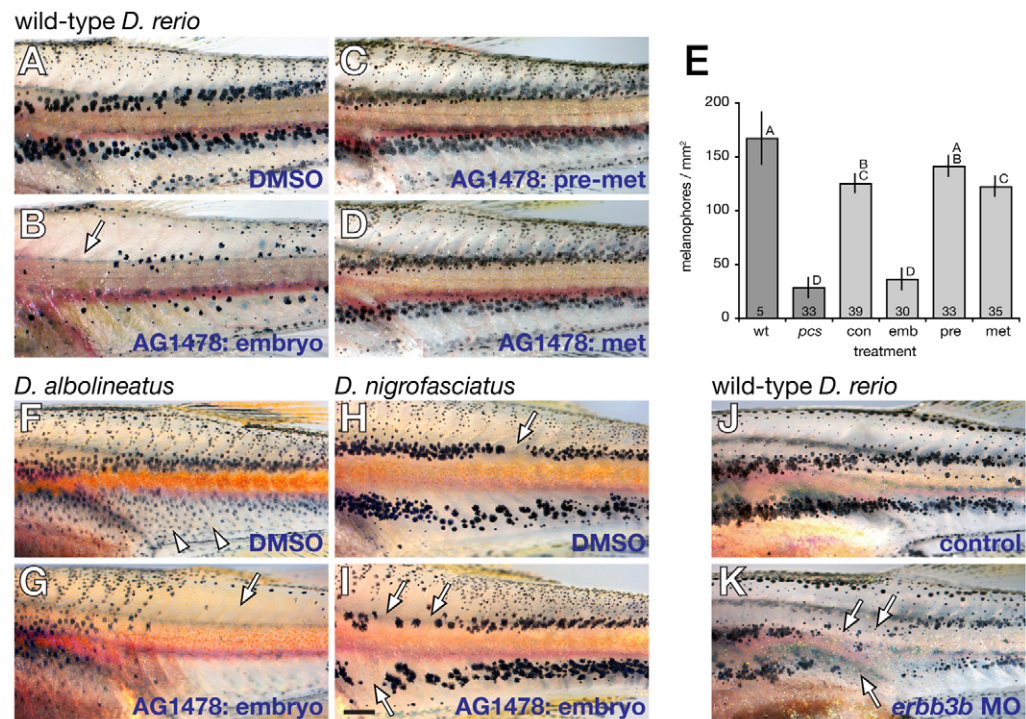 wild-type D. rerio
A
DMSO
C
AG1478: pre-met
B
AG1478: embryo
D
AG1478: met
E
melanophores / mm²
200
150
100
50
0
A
D
B
C
D
A
B
C
5 33 39 30 33 35
wt pcs con emb pre met
treatment
D. albolineatus
F
DMSO
G
AG1478: embryo
D. nigrofasciatus
H
DMSO
I
AG1478: embryo
wild-type D. rerio
J
control
K
erbb3b MO